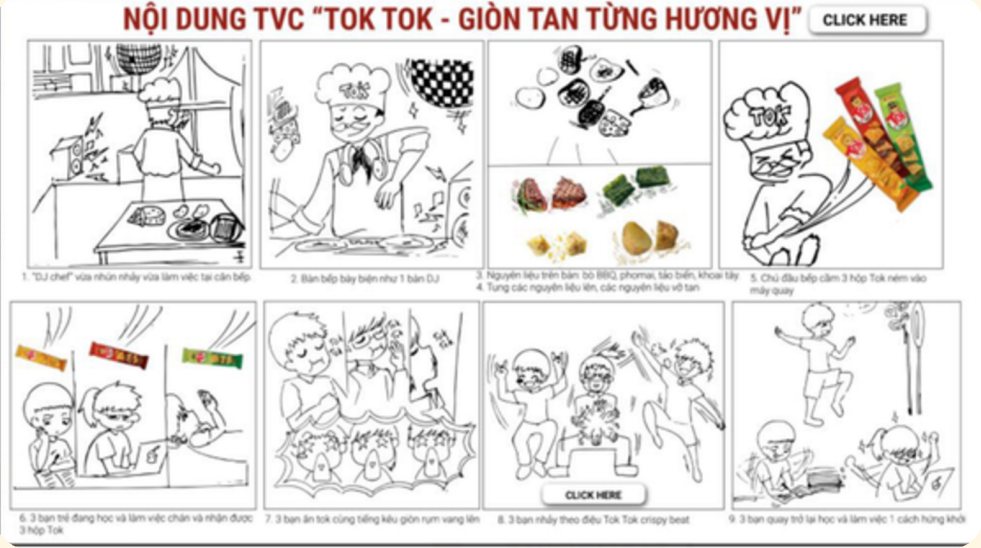 NỘI DUNG TVC “TOK TOK - GIÒN TAN TỪNG HƯƠNG VỊ”
CLICK HERE
TOK
TOK
TOK
1. “DJ chef” vừa nhún nhảy vừa làm việc tại căn bếp
2. Bàn bếp bày biện như 1 bàn DJ
3. Nguyên liệu trên bàn: bò BBQ, phomai, tảo biển, khoai tây
4. Tung các nguyên liệu lên, các nguyên liệu vỡ tan
5. Chú đầu bếp cầm 3 hộp Tok ném vào
máy quay
Tok
Tok
Tok
Tok
CLICK HERE
6. 3 bạn trẻ đang học và làm việc chán và nhận được
3 hộp Tok
7. 3 bạn ăn tok cùng tiếng kêu giòn rụm vang lên
8. 3 bạn nhảy theo điệu Tok Tok crispy beat
9. 3 bạn quay trở lại học và làm việc 1 cách hứng khởi